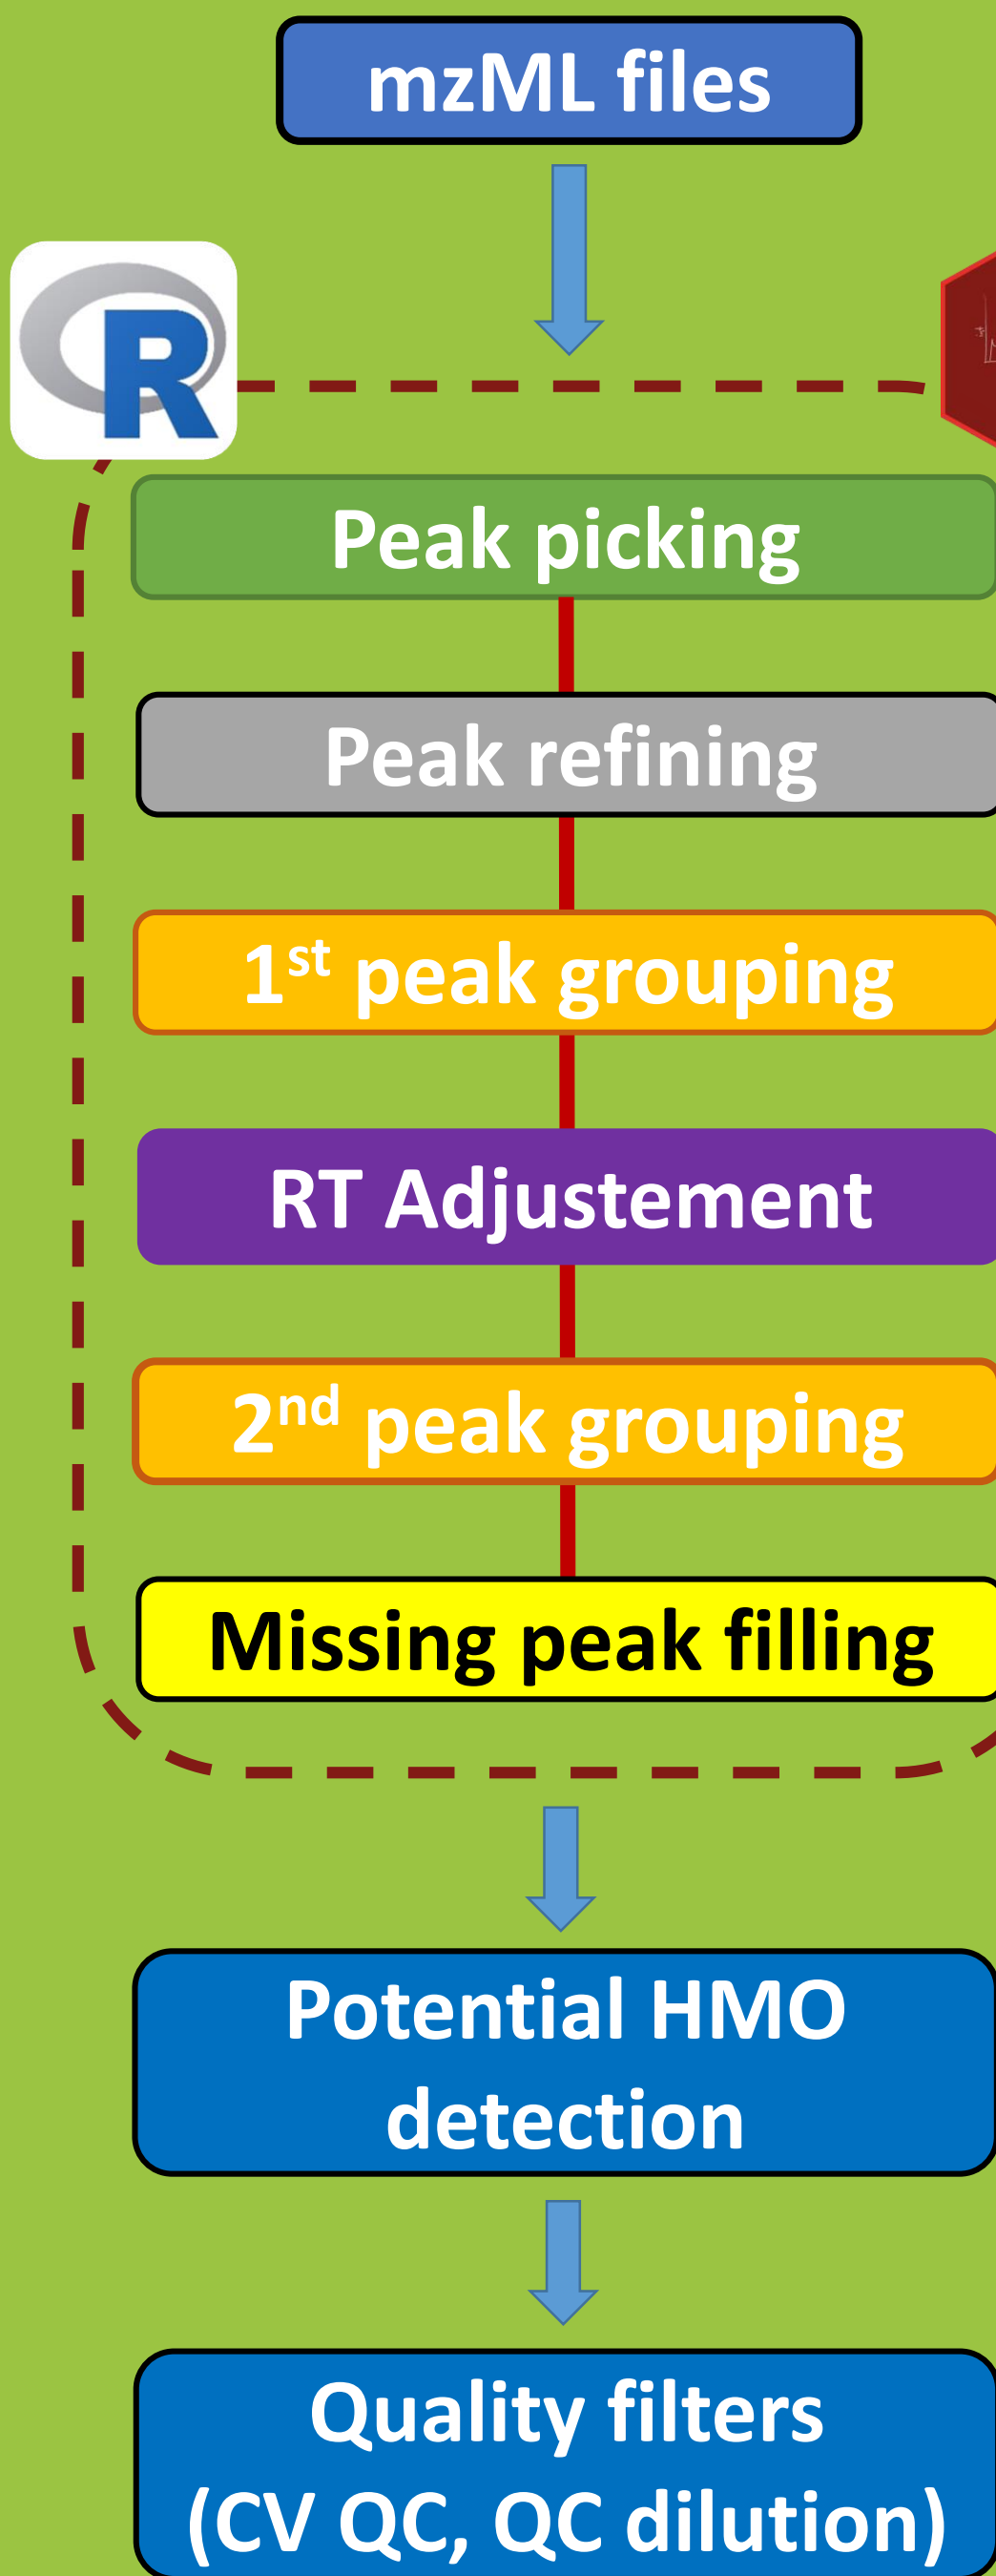 mzML files
R
Peak picking
Peak refining
1st peak grouping
RT Adjustement
2nd peak grouping
Missing peak filling
Potential HMO
detection
Quality filters
(CV QC, QC dilution)